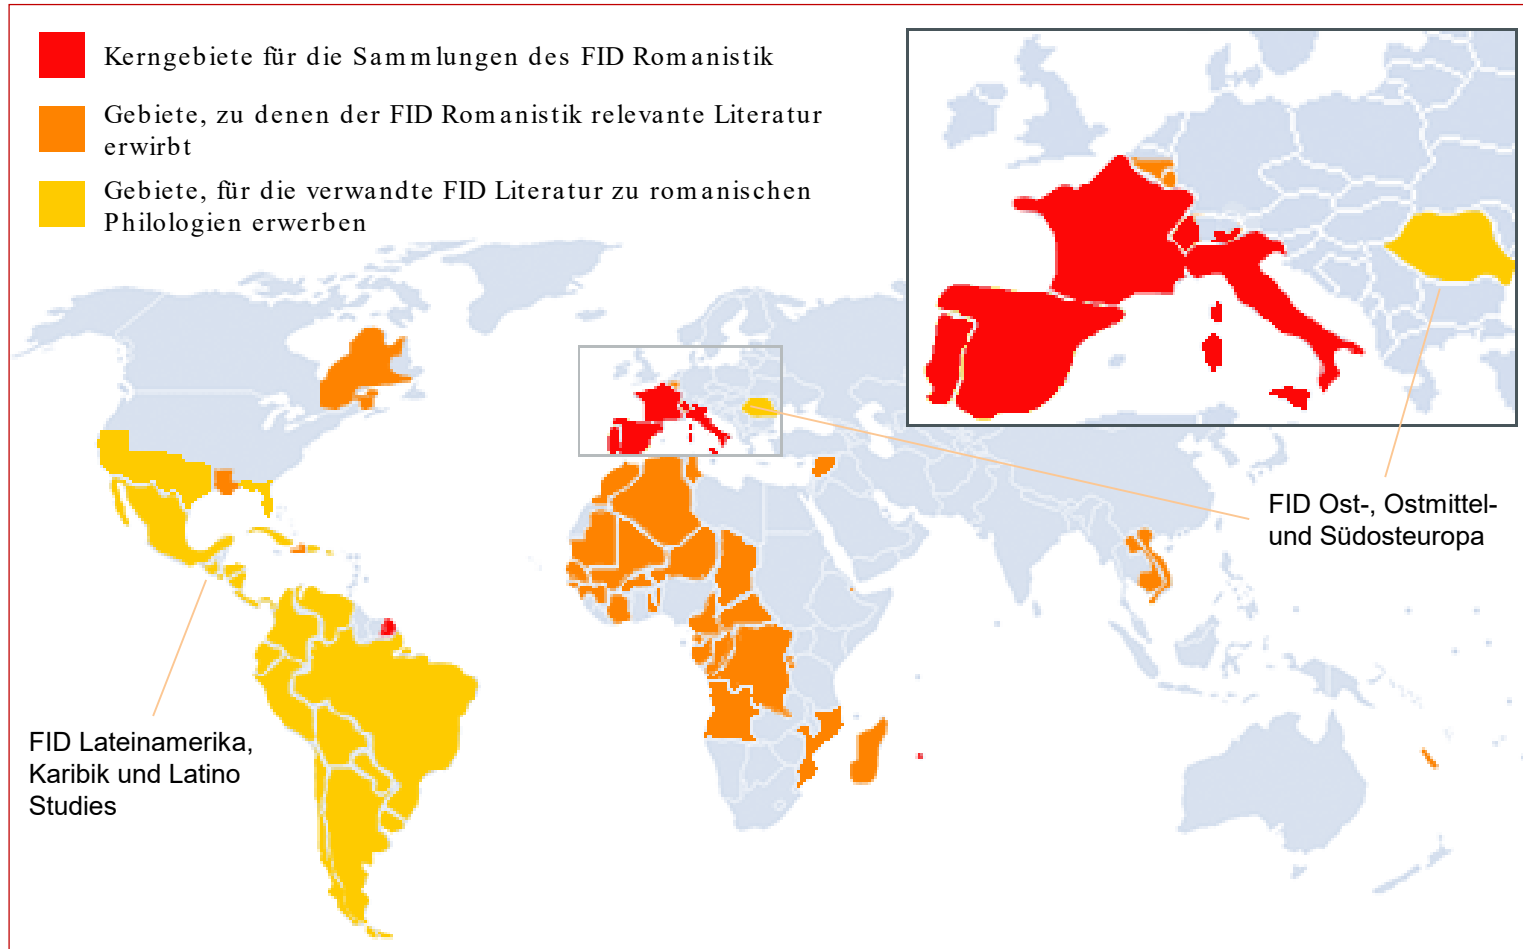 Kerngebiete für die Sammlungen des FID Romanistik
Gebiete, zu denen der FID Romanistik relevante Literatur
erwirbt
Gebiete, für die verwandte FID Literatur zu romanischen
Philologien erwerben
FID Ost-, Ostmittel-
und Südosteuropa
FID Lateinamerika,
Karibik und Latino
Studies